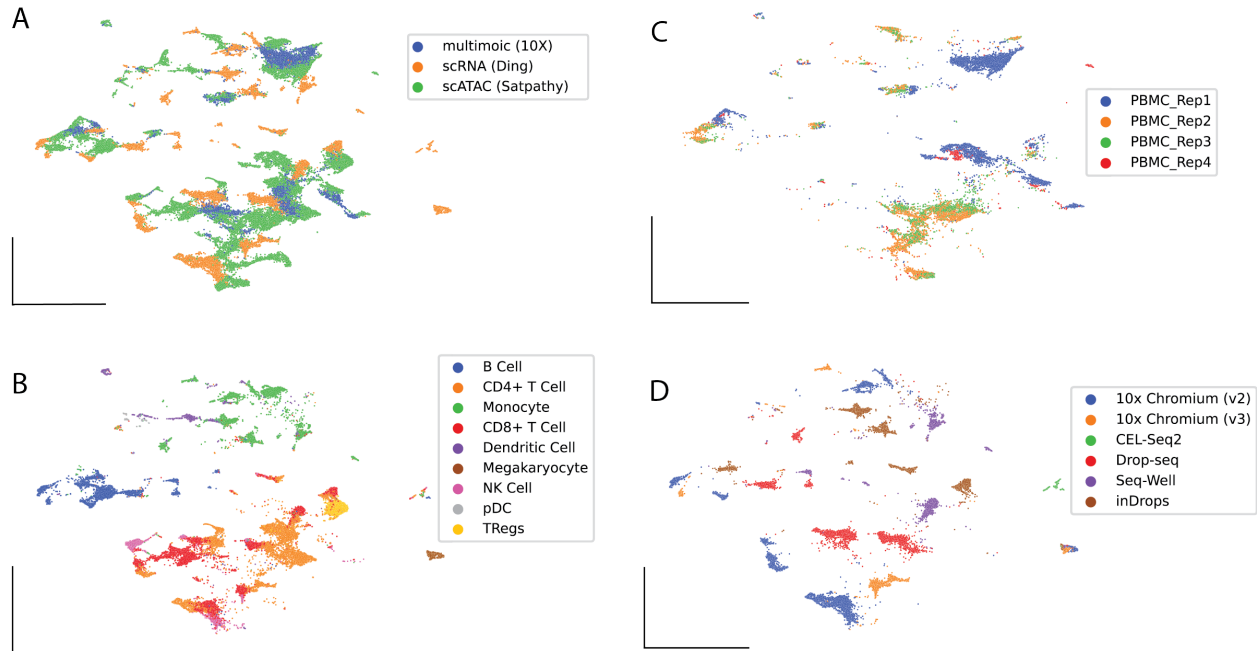 A
multimoic (10X)
scRNA (Ding)
scATAC (Satpathy)
C
PBMC_Rep1
PBMC_Rep2
PBMC_Rep3
PBMC_Rep4
B
B Cell
CD4+ T Cell
Monocyte
CD8+ T Cell
Dendritic Cell
Megakaryocyte
NK Cell
pDC
TRegs
D
10x Chromium (v2)
10x Chromium (v3)
CEL-Seq2
Drop-seq
Seq-Well
inDrops